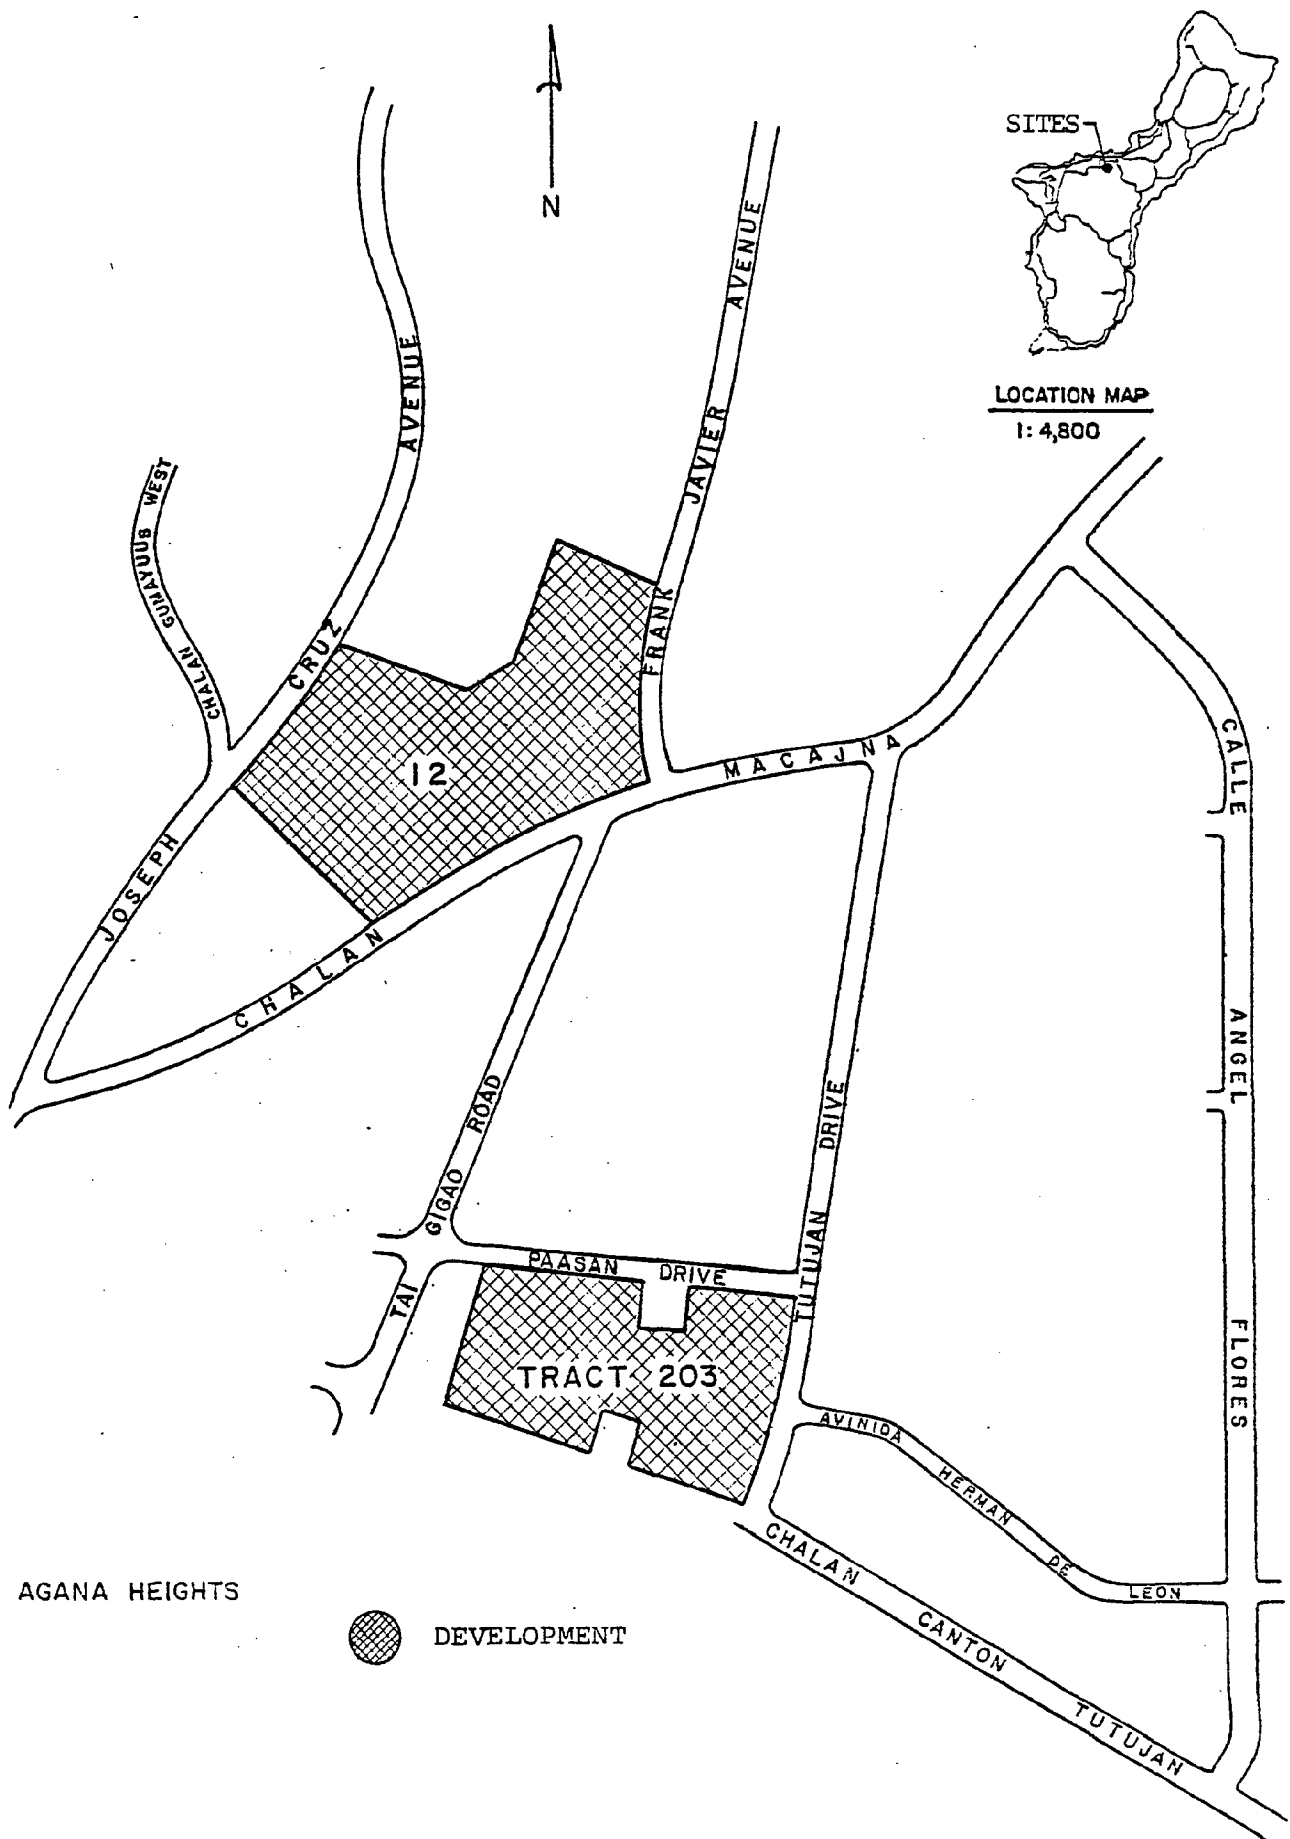 N
SITES
LOCATION MAP
1: 4,800
JOSEPH CRUZ AVENUE
FRANK JAVIER AVENUE
CHALAN GUMAYUUS WEST
12
CHALAN MACAJNA
CALLE ANGEL FLORES
TAI GIGAO ROAD
TUTUJAN DRIVE
PAASAN DRIVE
TRACT 203
AVINIDA HERMAN DE LEON
CHALAN CANTON TUTUJAN
AGANA HEIGHTS
DEVELOPMENT